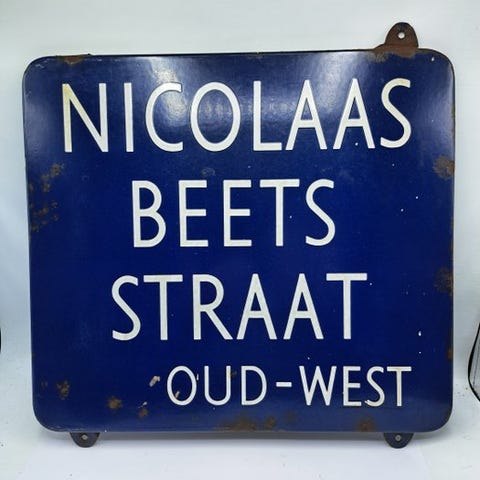 NICOLAAS
BEETS
STRAAT
OUD-WEST